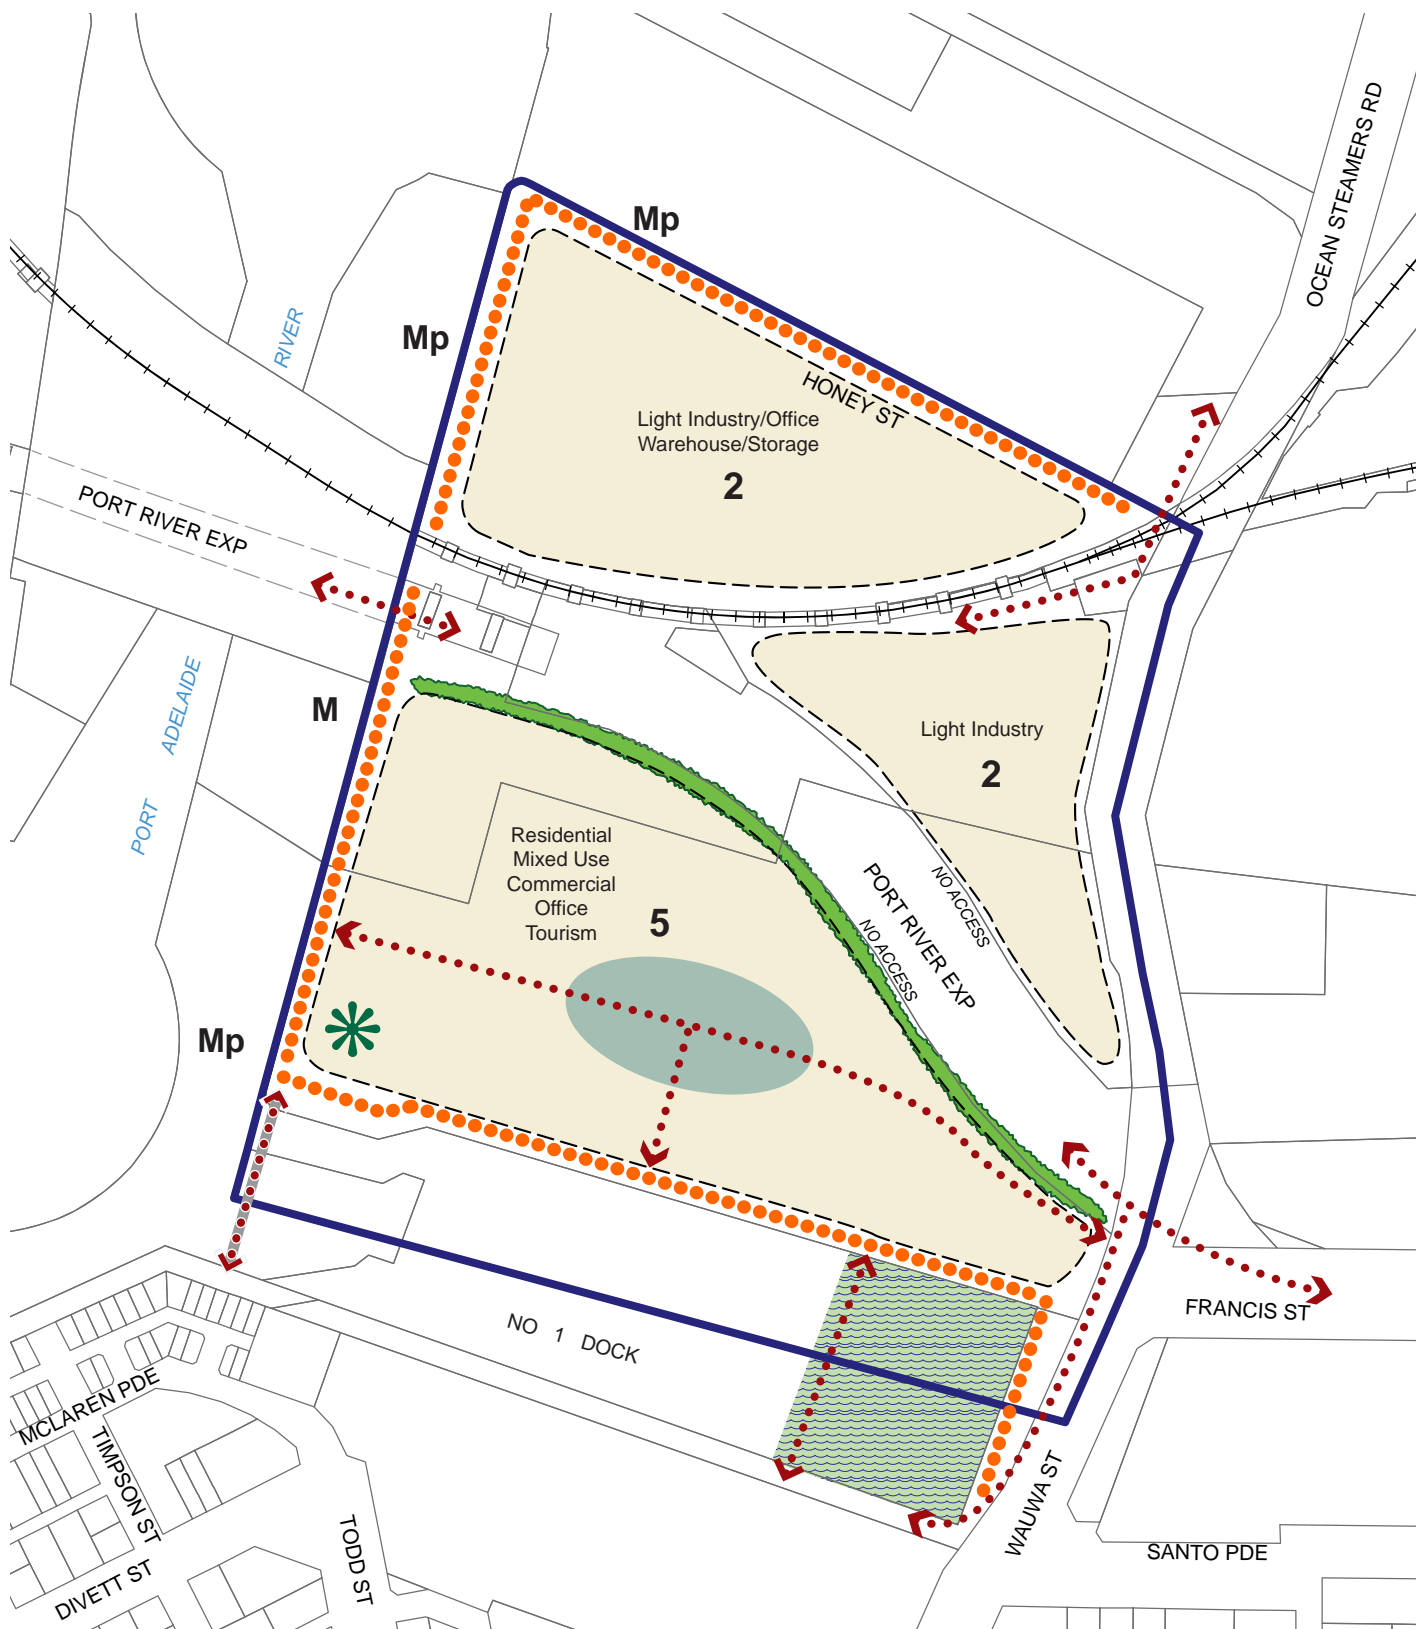 OCEAN STEAMERS RD
Mp
Mp
RIVER
HONEY ST
Light Industry/Office
Warehouse/Storage
2
PORT RIVER EXP
M
ADELAIDE
PORT
Light Industry
2
Residential
Mixed Use
Commercial
Office
Tourism
5
NO ACCESS
PORT RIVER EXP
NO ACCESS
Mp
FRANCIS ST
NO 1 DOCK
MCLAREN PDE
TIMPSON ST
WAUWA ST
SANTO PDE
TODD ST
DIVETT ST